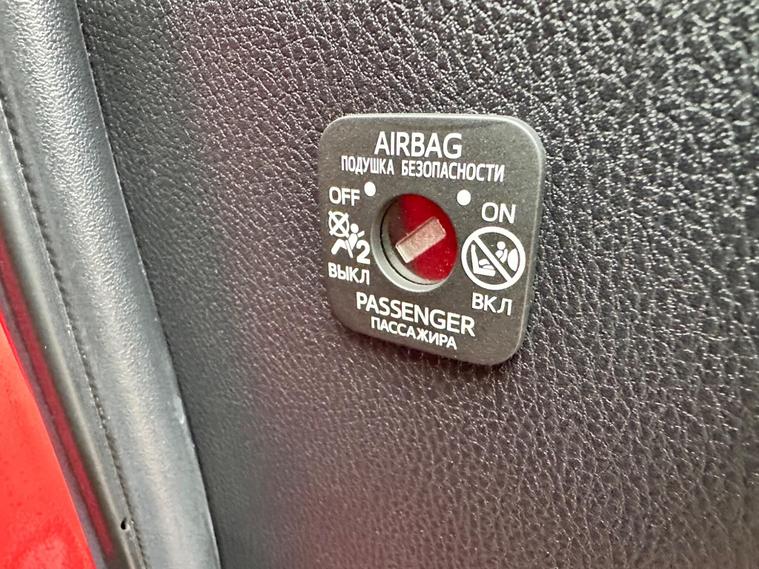 AIRBAG
ПОДУШКА БЕЗОПАСНОСТИ
OFF
ON
2
ВЫКЛ
ВКЛ
PASSENGER
ПАССАЖИРА